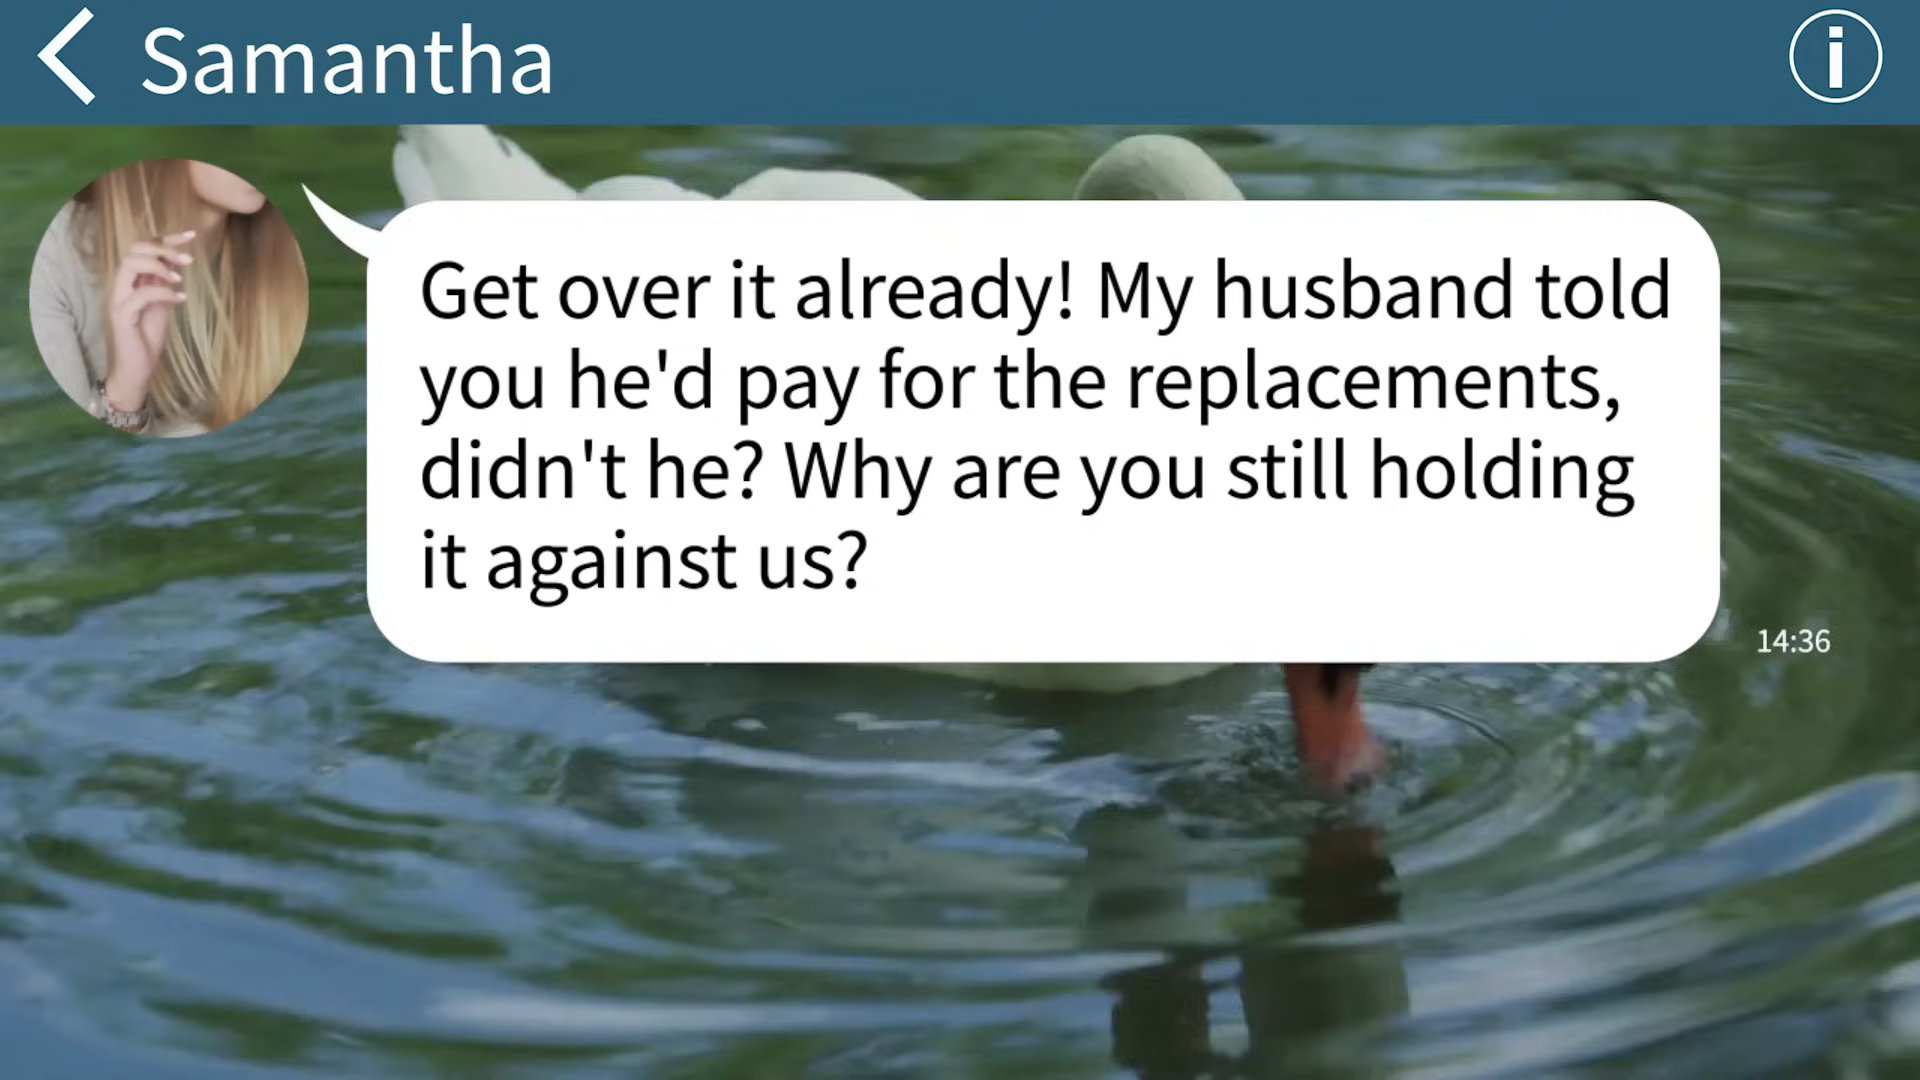 Samantha
Get over it already! My husband told
you he'd pay for the replacements,
didn't he? Why are you still holding
it against us?
14:36